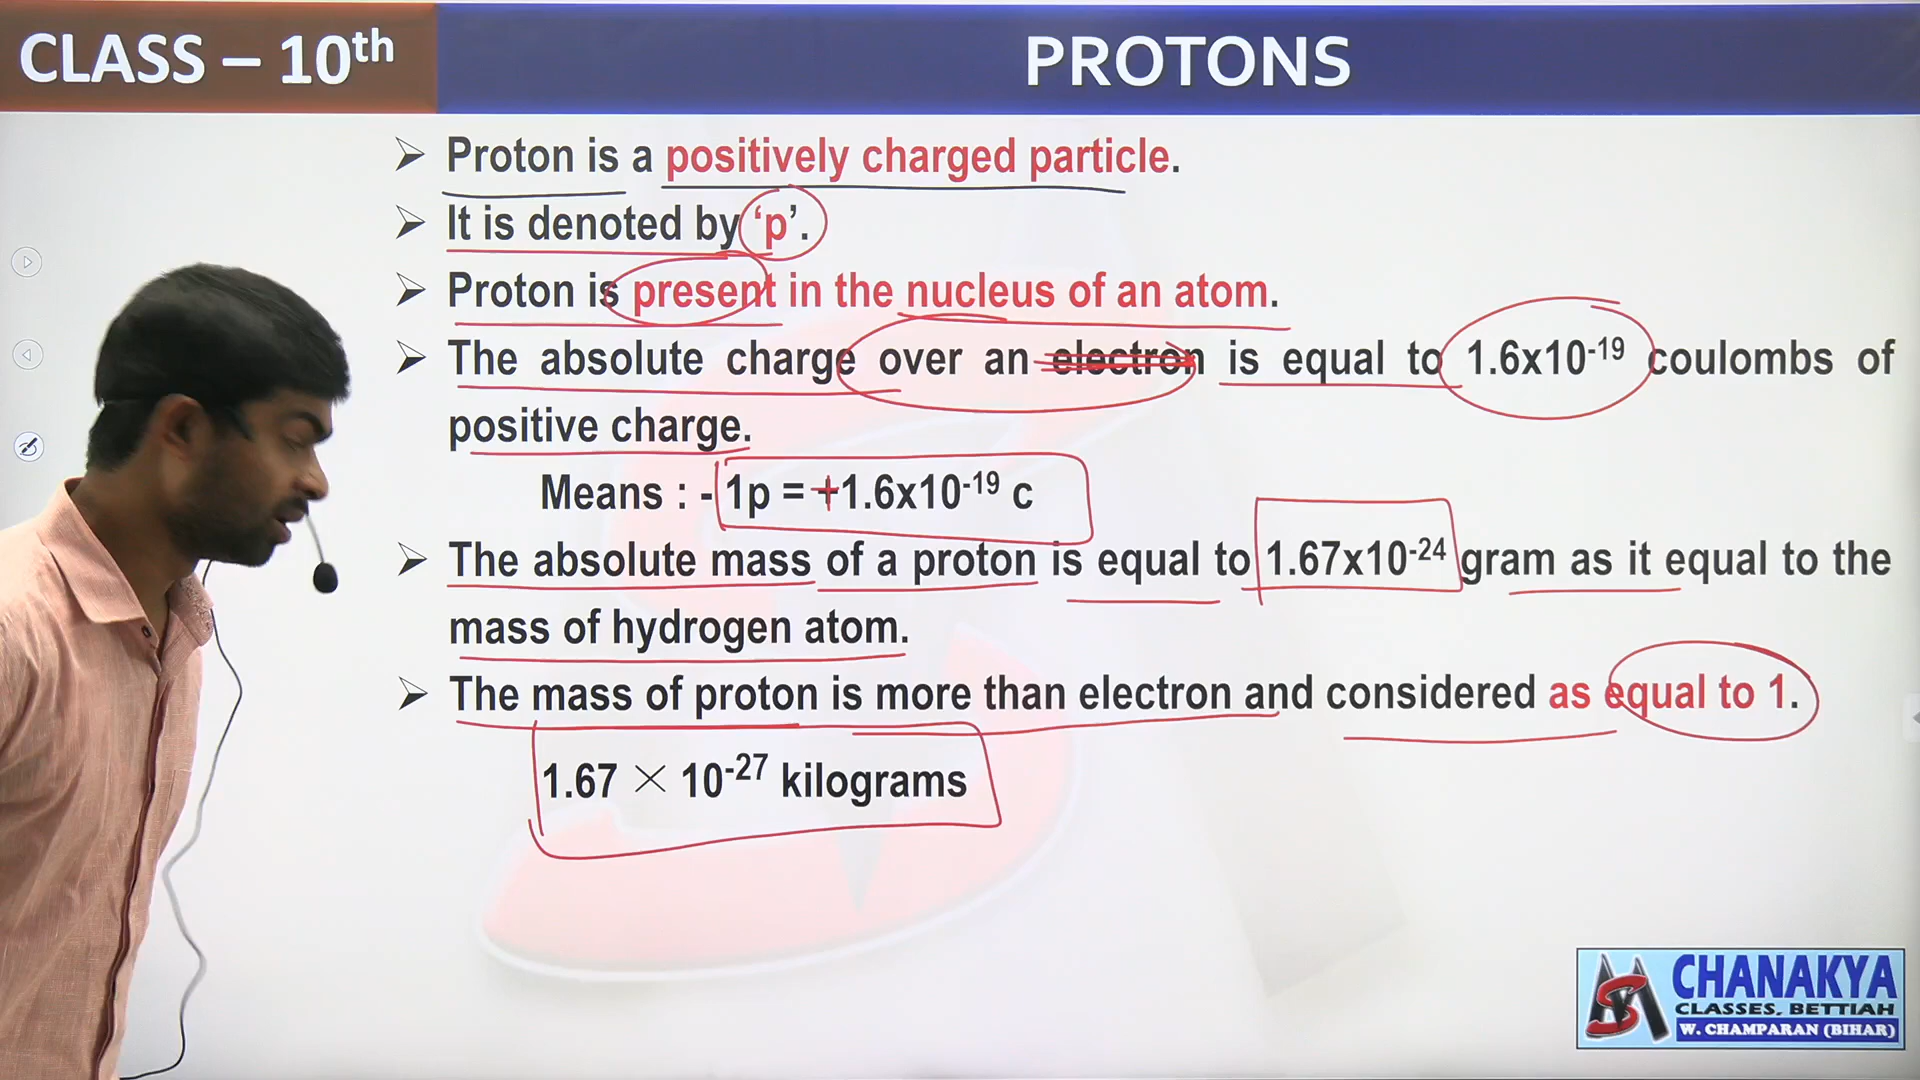 CLASS – 10th
PROTONS
➢ Proton is a positively charged particle.
➢ It is denoted by ‘p’.
➢ Proton is present in the nucleus of an atom.
➢ The absolute charge over an electron is equal to 1.6x10⁻¹⁹ coulombs of
positive charge.
Means : - 1p = +1.6x10⁻¹⁹ c
➢ The absolute mass of a proton is equal to 1.67x10⁻²⁴ gram as it equal to the
mass of hydrogen atom.
➢ The mass of proton is more than electron and considered as equal to 1.
1.67 × 10⁻²⁷ kilograms
CHANAKYA
CLASSES, BETTIAH
W. CHAMPARAN (BIHAR)